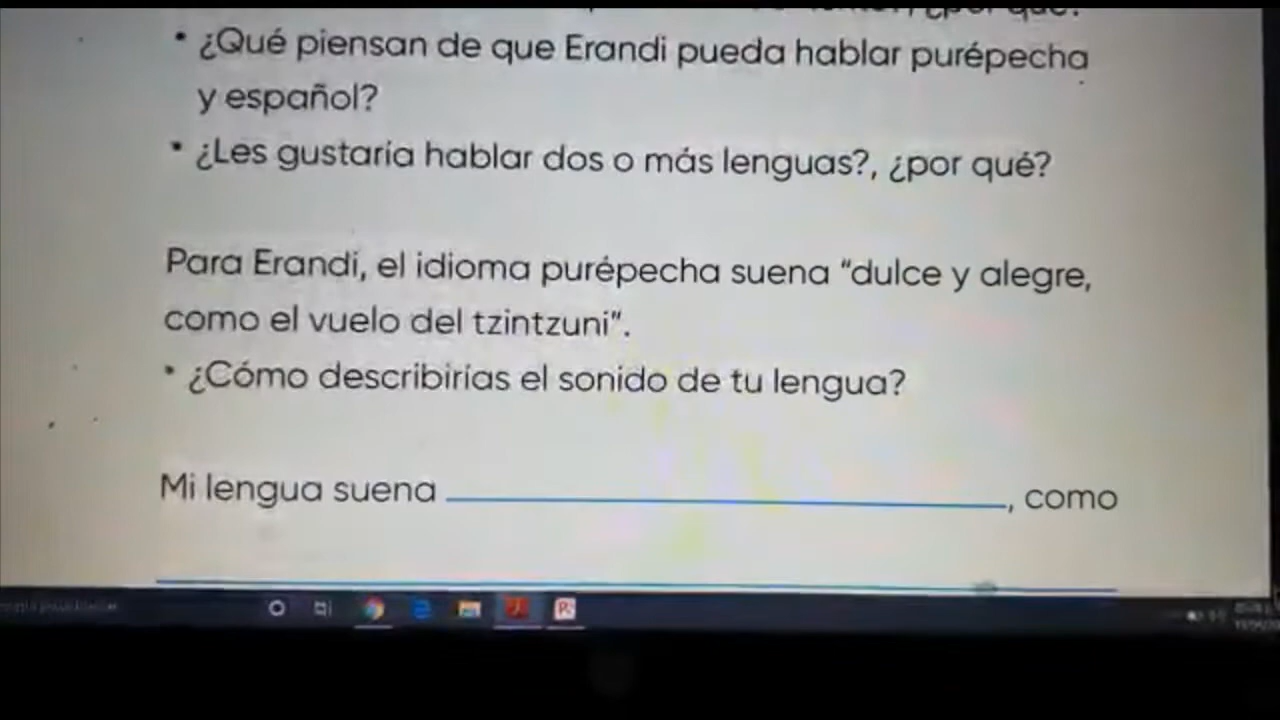 • ¿Qué piensan de que Erandi pueda hablar purépecha
y español?
• ¿Les gustaría hablar dos o más lenguas?, ¿por qué?
Para Erandi, el idioma purépecha suena “dulce y alegre,
como el vuelo del tzintzuni”.
• ¿Cómo describirías el sonido de tu lengua?
Mi lengua suena ________________, como